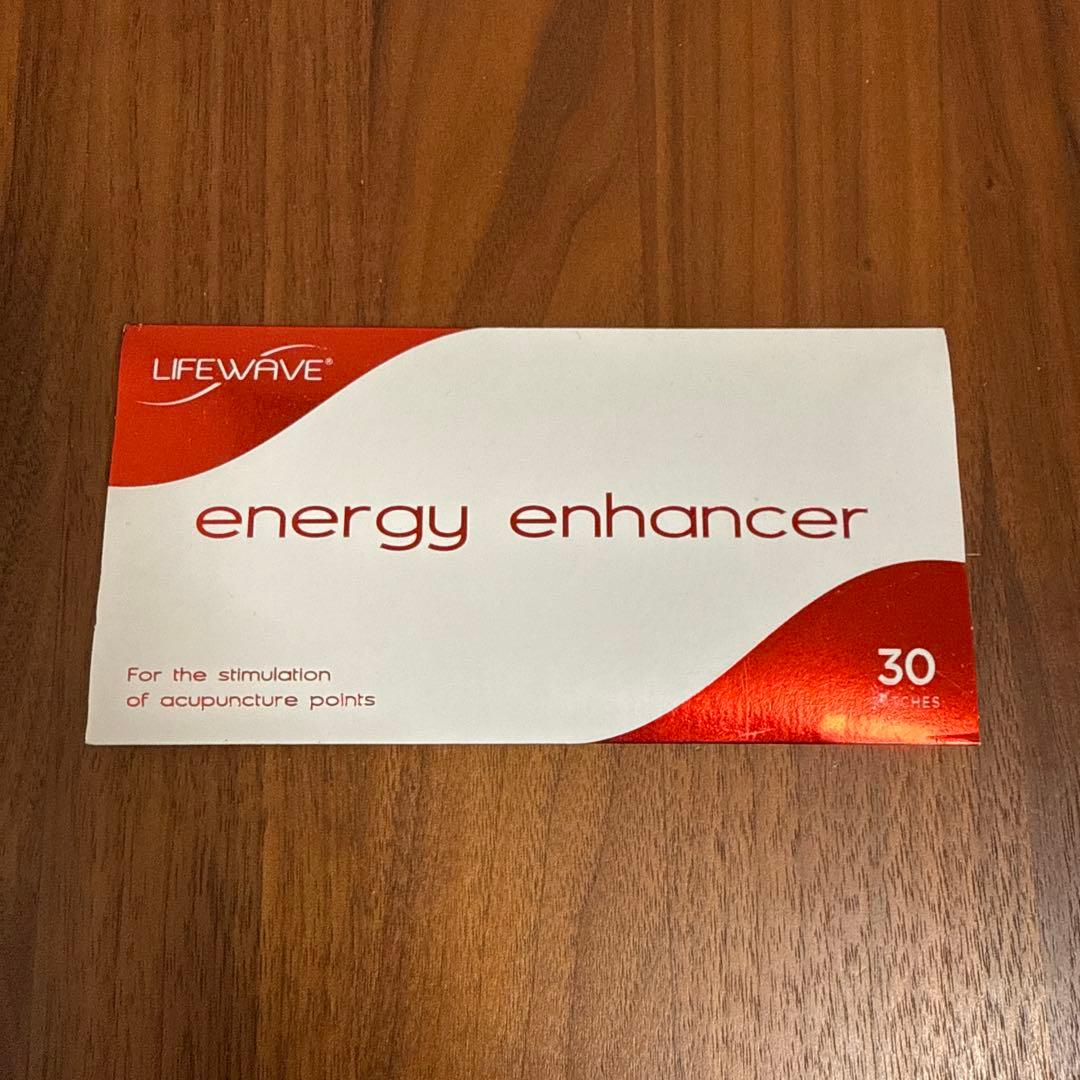 LIFEWAVE®
energy enhancer
For the stimulation
of acupuncture points
30